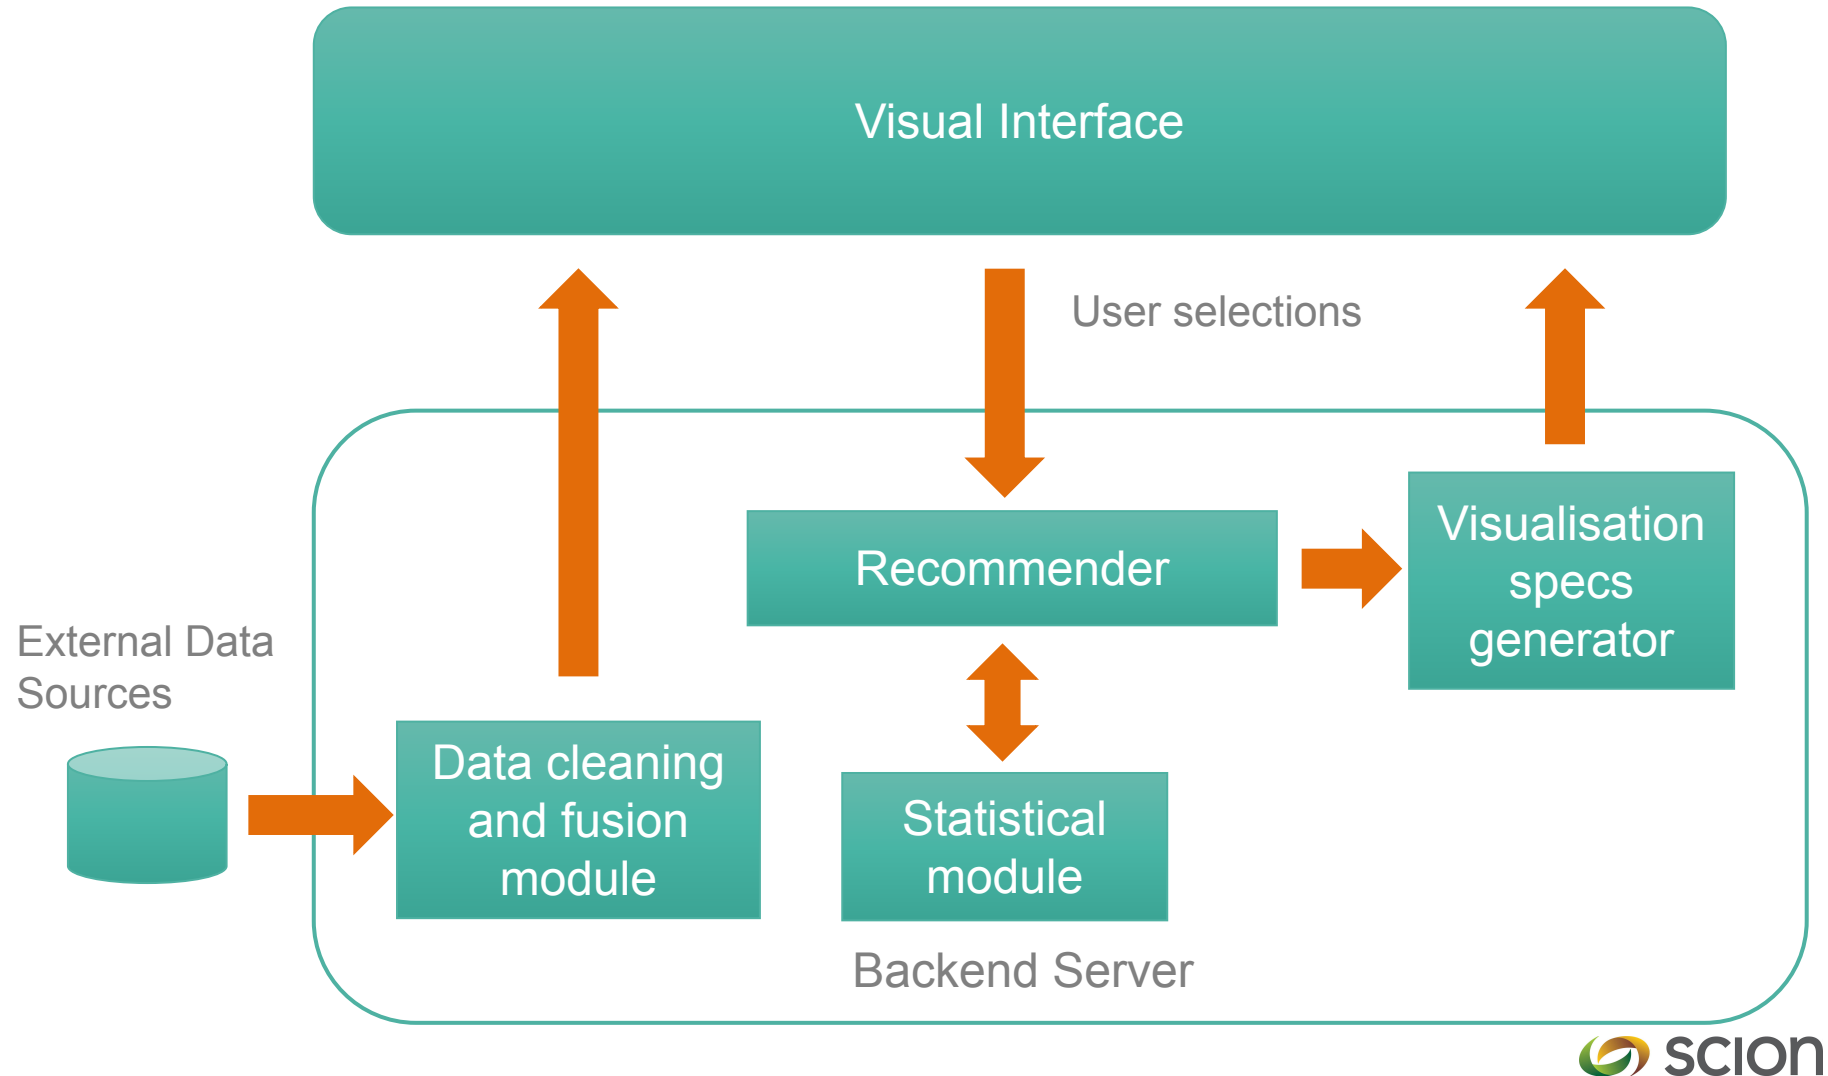 Visual Interface
User selections
Recommender
Visualisation
specs
generator
External Data
Sources
Data cleaning
and fusion
module
Statistical
module
Backend Server
scion